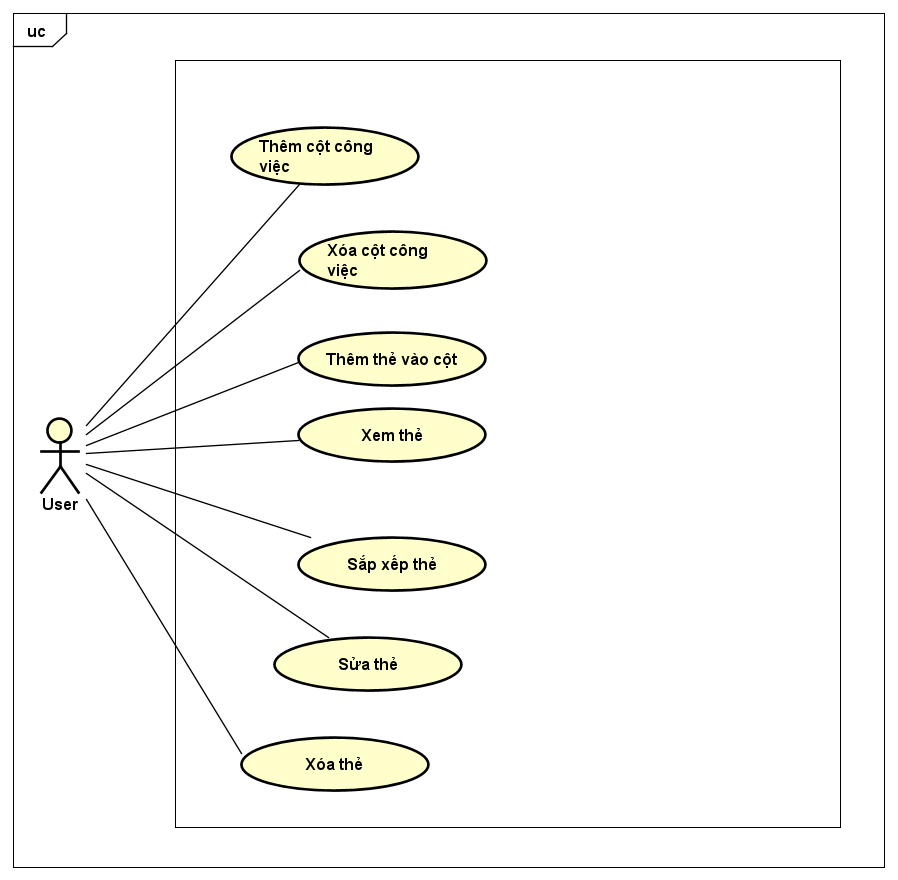 uc
Thêm cột công
việc
Xóa cột công
việc
Thêm thẻ vào cột
Xem thẻ
User
Sắp xếp thẻ
Sửa thẻ
Xóa thẻ